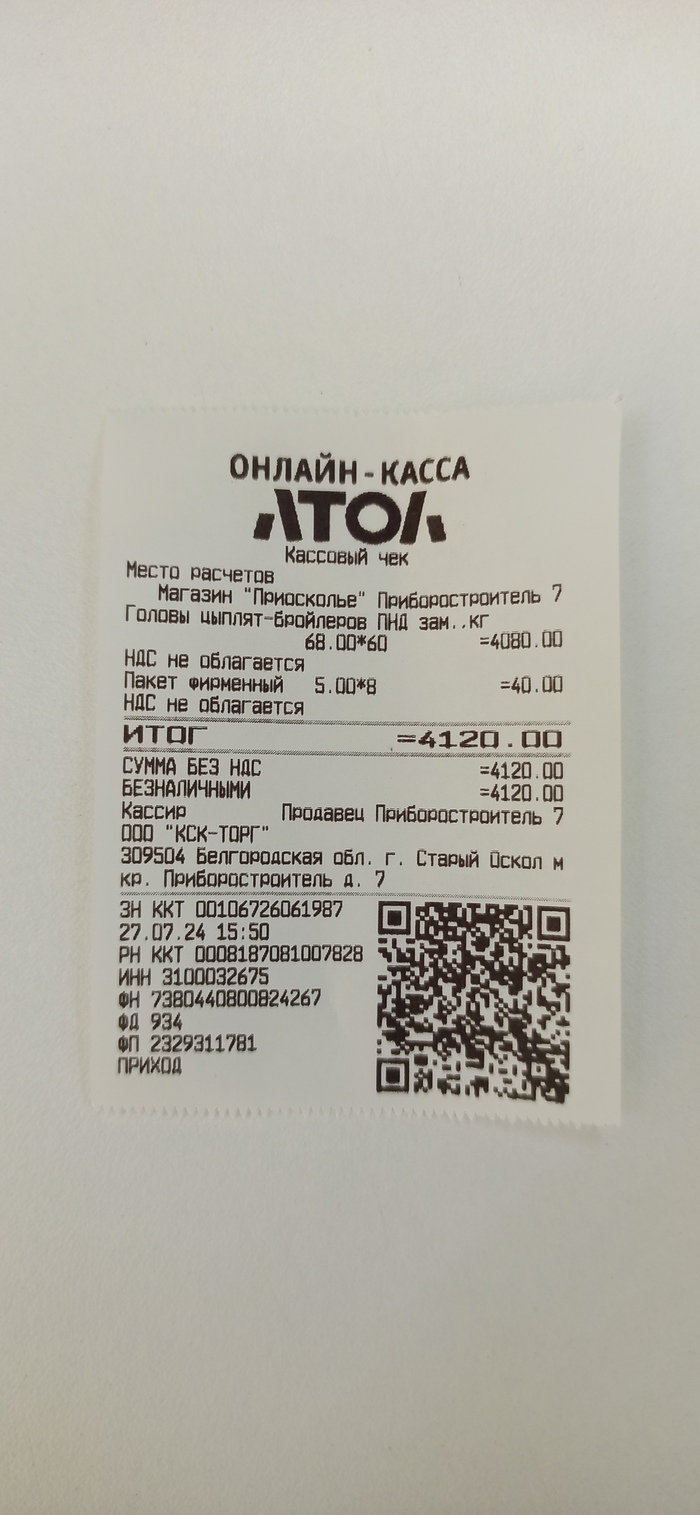 ОНЛАЙН-КАССА
АТОЛ
Кассовый чек
Место расчетов
Магазин "Приосколье" Приборостроитель 7
Головы цыплят-бройлеров ПНД зам.,кг
68.00*60 =4080.00
НДС не облагается
Пакет фирменный 5.00*8 =40.00
НДС не облагается
ИТОГ =4120.00
СУММА БЕЗ НДС =4120.00
БЕЗНАЛИЧНЫМИ =4120.00
Кассир Продавец Приборостроитель 7
ООО "КСК-ТОРГ"
309504 Белгородская обл. г. Старый Оскол м
кр. Приборостроитель д. 7
ЗН ККТ 00106726061987
27.07.24 15:50
РН ККТ 0008187081007828
ИНН 3100032675
ФН 7380440800824267
ФД 934
ФП 2329311781
ПРИХОД